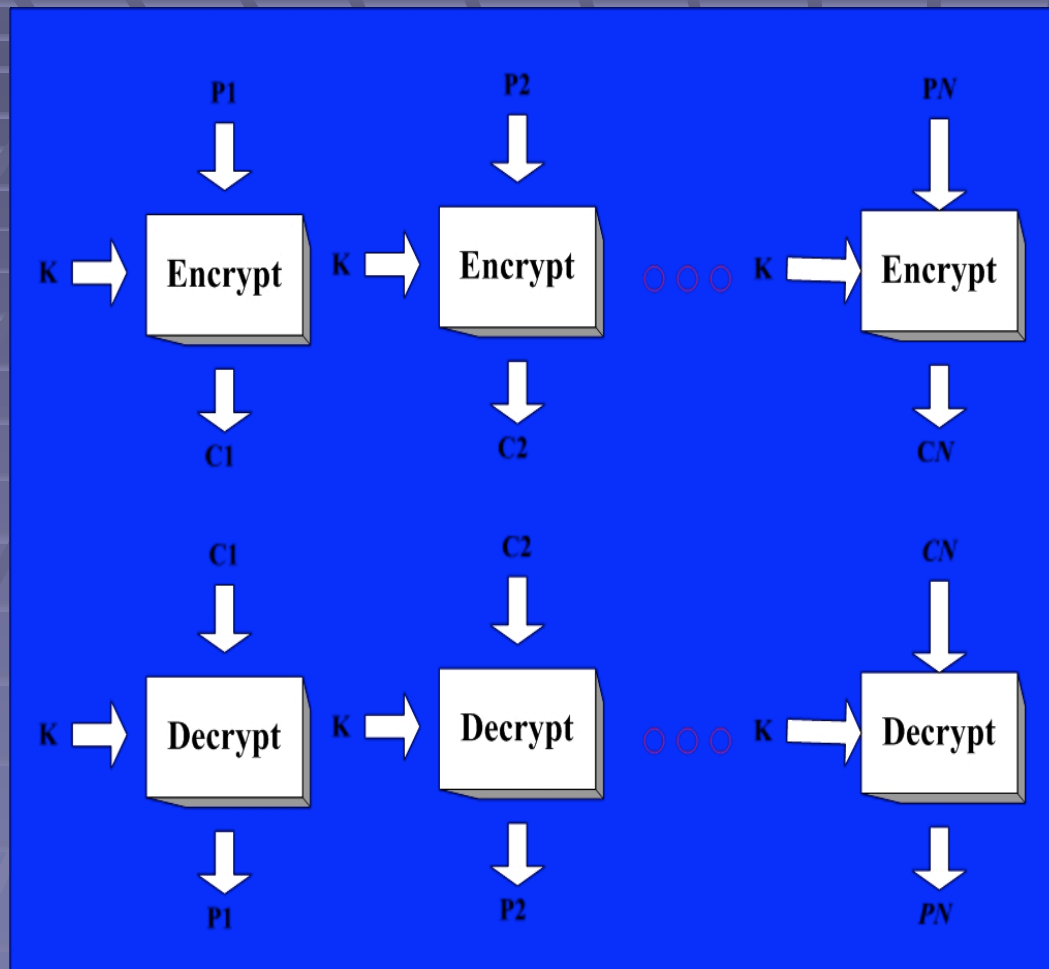 P1 P2 PN
K Encrypt K Encrypt K Encrypt
C1 C2 CN
C1 C2 CN
K Decrypt K Decrypt K Decrypt
P1 P2 PN